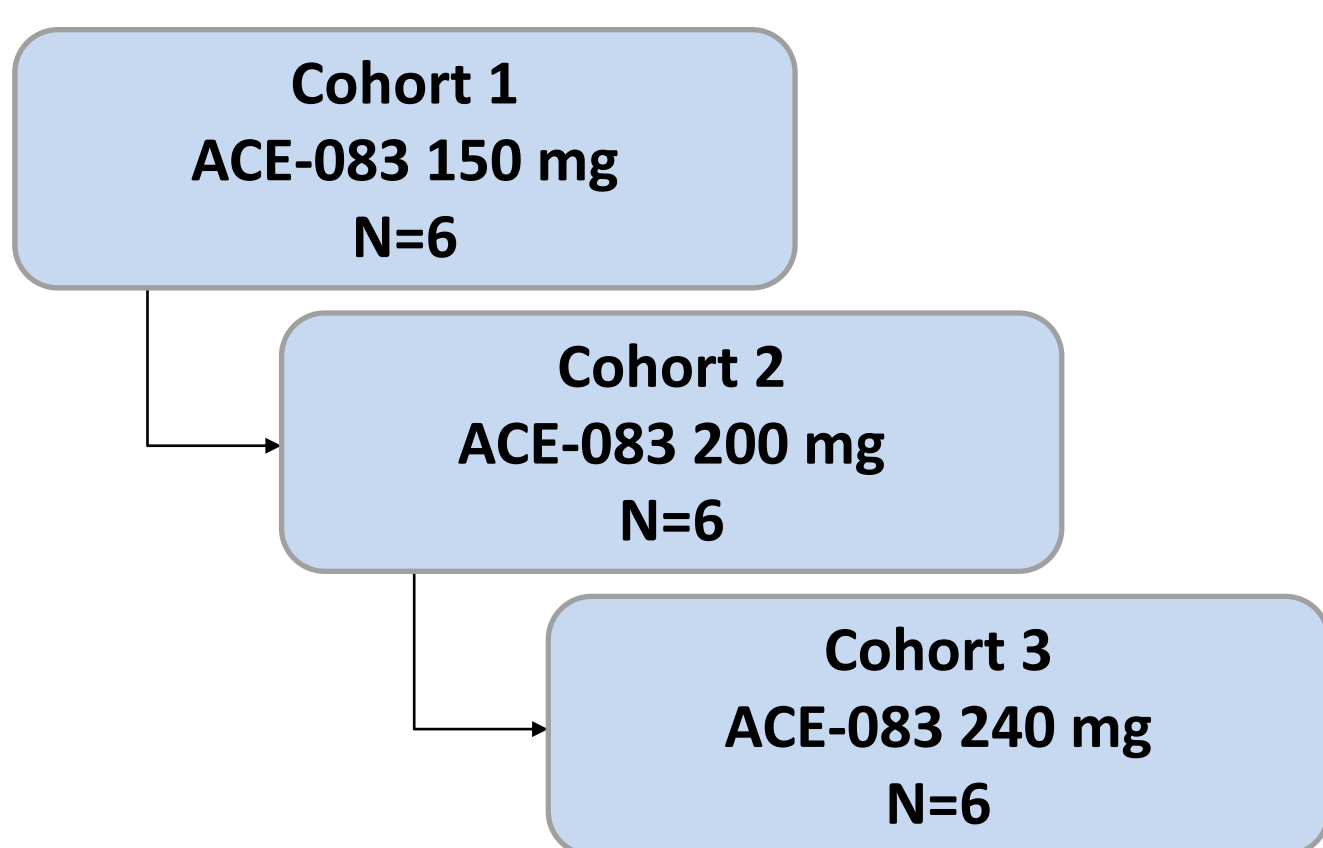 Cohort 1
ACE-083 150 mg
N=6
Cohort 2
ACE-083 200 mg
N=6
Cohort 3
ACE-083 240 mg
N=6